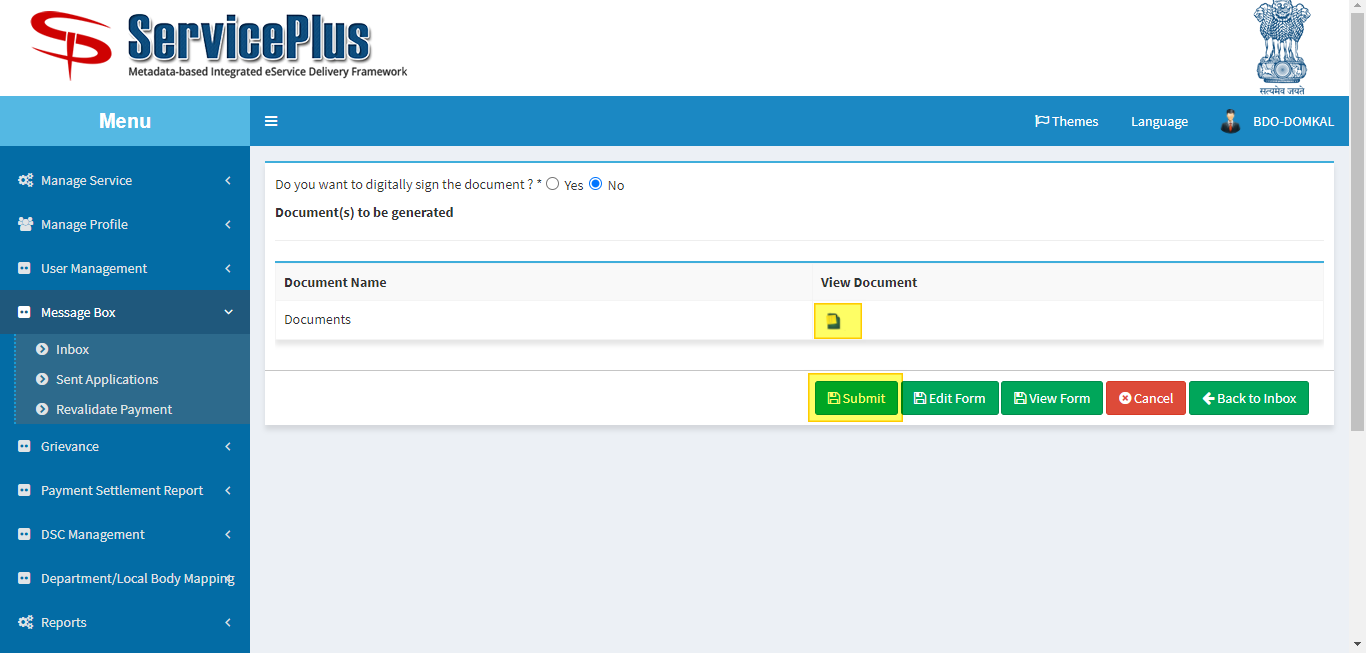 ServicePlus
Metadata-based Integrated eService Delivery Framework
सत्यमेव जयते
Menu
Themes
Language
BDO-DOMKAL
Manage Service
Manage Profile
User Management
Message Box
Inbox
Sent Applications
Revalidate Payment
Grievance
Payment Settlement Report
DSC Management
Department/Local Body Mapping
Reports
Do you want to digitally sign the document ? * Yes No
Document(s) to be generated
Document Name View Document
Documents
Submit Edit Form View Form Cancel Back to Inbox